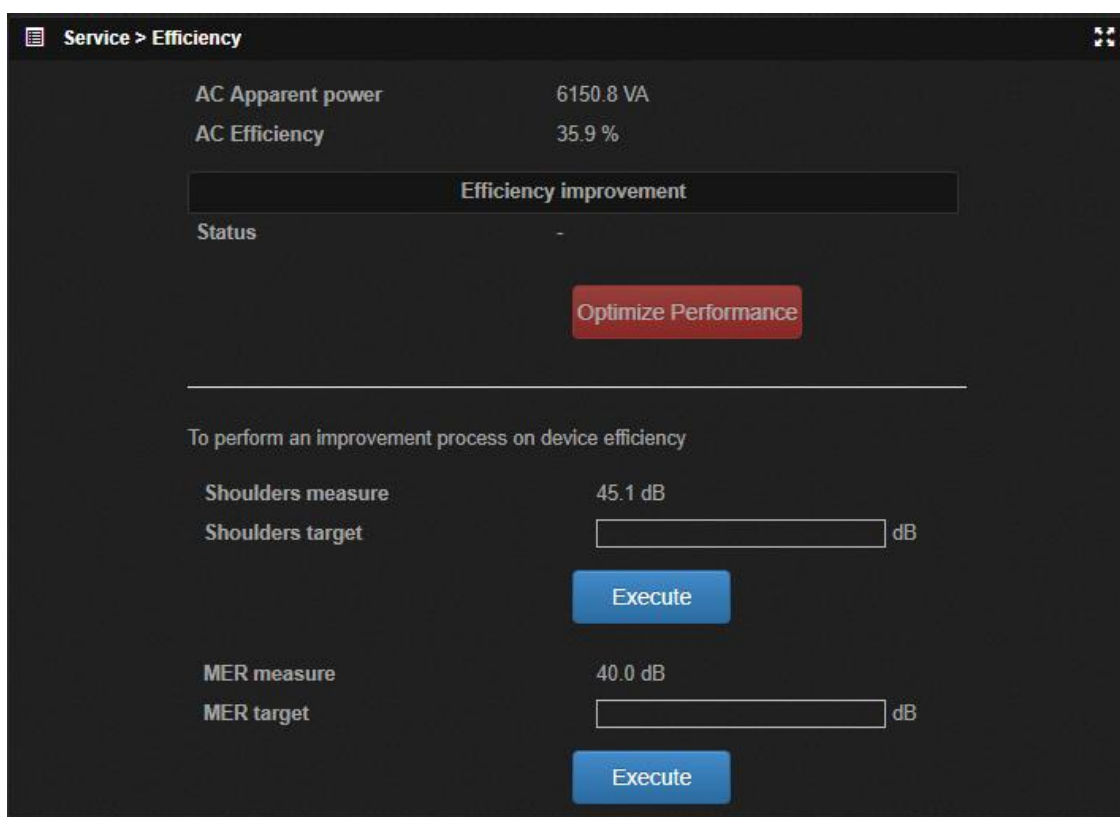 Service > Efficiency
AC Apparent power 6150.8 VA
AC Efficiency 35.9 %
Efficiency improvement
Status -
Optimize Performance
To perform an improvement process on device efficiency
Shoulders measure 45.1 dB
Shoulders target dB
Execute
MER measure 40.0 dB
MER target dB
Execute